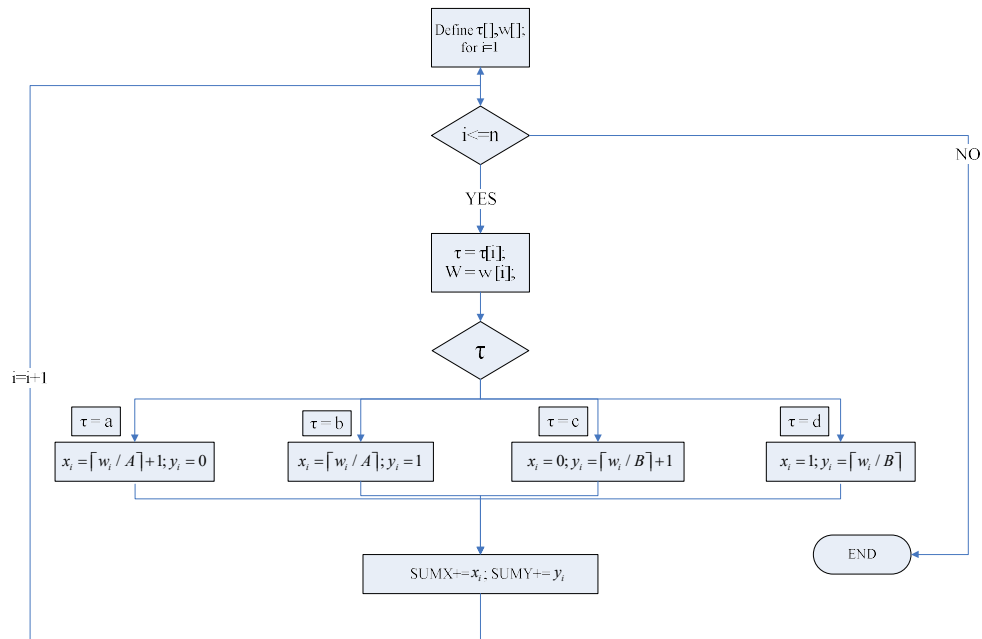 Define τ[],w[];
for i=1
i<=n
NO
YES
τ = τ[i];
W = w[i];
τ
i=i+1
τ = a
τ = b
τ = c
τ = d
x_i = ⌈w_i / A⌉+1; y_i = 0
x_i = ⌈w_i / A⌉; y_i = 1
x_i = 0; y_i = ⌈w_i / B⌉+1
x_i = 1; y_i = ⌈w_i / B⌉
END
SUMX+=x_i; SUMY+= y_i